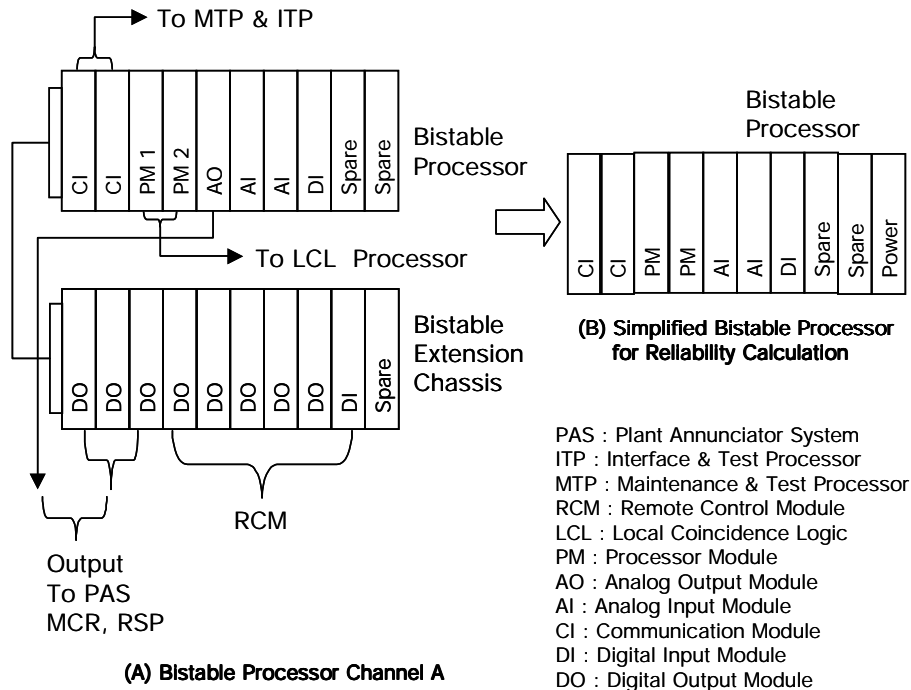 To MTP & ITP
CI
CI
PM 1
PM 2
AO
AI
AI
DI
Spare
Spare
Bistable
Processor
To LCL Processor
DO
DO
DO
DO
DO
DO
DO
DO
DI
Spare
Bistable
Extension
Chassis
RCM
Output
To PAS
MCR, RSP
(A) Bistable Processor Channel A
Bistable
Processor
CI
CI
PM
PM
AI
AI
DI
Spare
Spare
Power
(B) Simplified Bistable Processor
for Reliability Calculation
PAS : Plant Annunciator System
ITP : Interface & Test Processor
MTP : Maintenance & Test Processor
RCM : Remote Control Module
LCL : Local Coincidence Logic
PM : Processor Module
AO : Analog Output Module
AI : Analog Input Module
CI : Communication Module
DI : Digital Input Module
DO : Digital Output Module